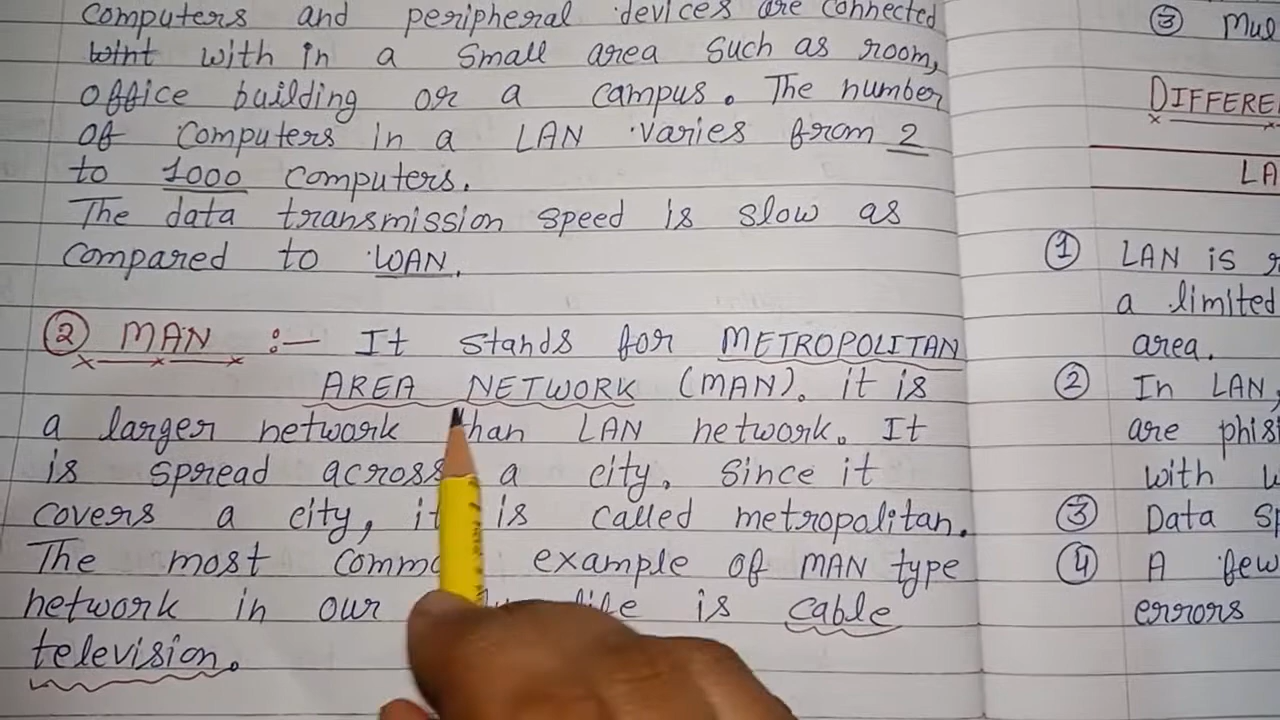 computers and peripheral devices are connected
with in a small area such as room,
office building or a campus. The number
of computers in a LAN varies from 2
to 1000 computers.
The data transmission speed is slow as
compared to WAN.
② MAN :- It stands for METROPOLITAN
AREA NETWORK (MAN). it is
a larger network than LAN network. It
is spread across a city. Since it
covers a city, it is called metropolitan.
The most example of MAN type
network in our is cable
television.
③ Mul
DIFFERE
LA
① LAN is
a limited
area.
② In LAN,
are phisi
with
③ Data Sp
④ A few
errors